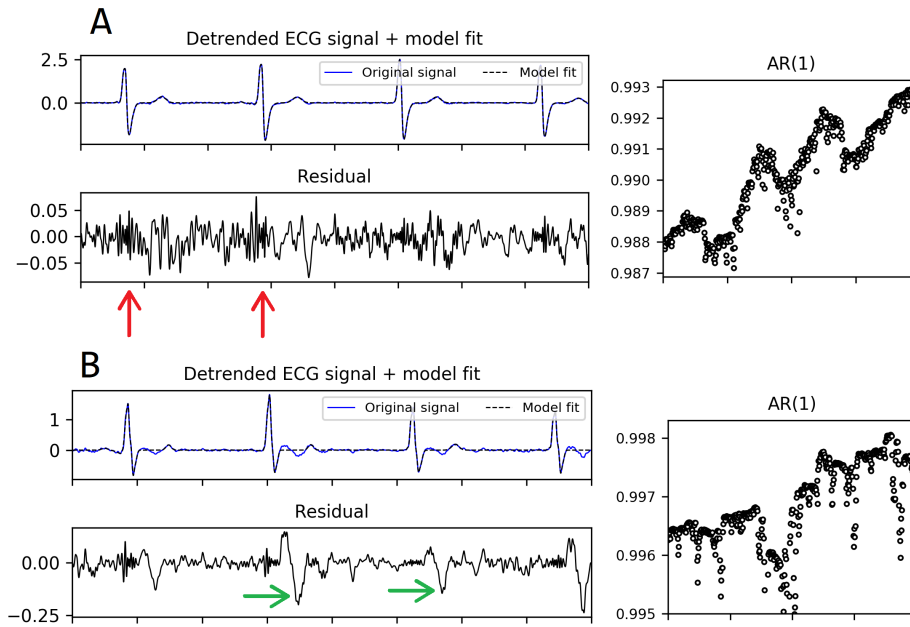 A
Detrended ECG signal + model fit
2.5
0.0
Original signal
Model fit
Residual
0.05
0.00
−0.05
AR(1)
0.993
0.992
0.991
0.990
0.989
0.988
0.987
B
Detrended ECG signal + model fit
1
0
Original signal
Model fit
Residual
0.00
−0.25
AR(1)
0.998
0.997
0.996
0.995